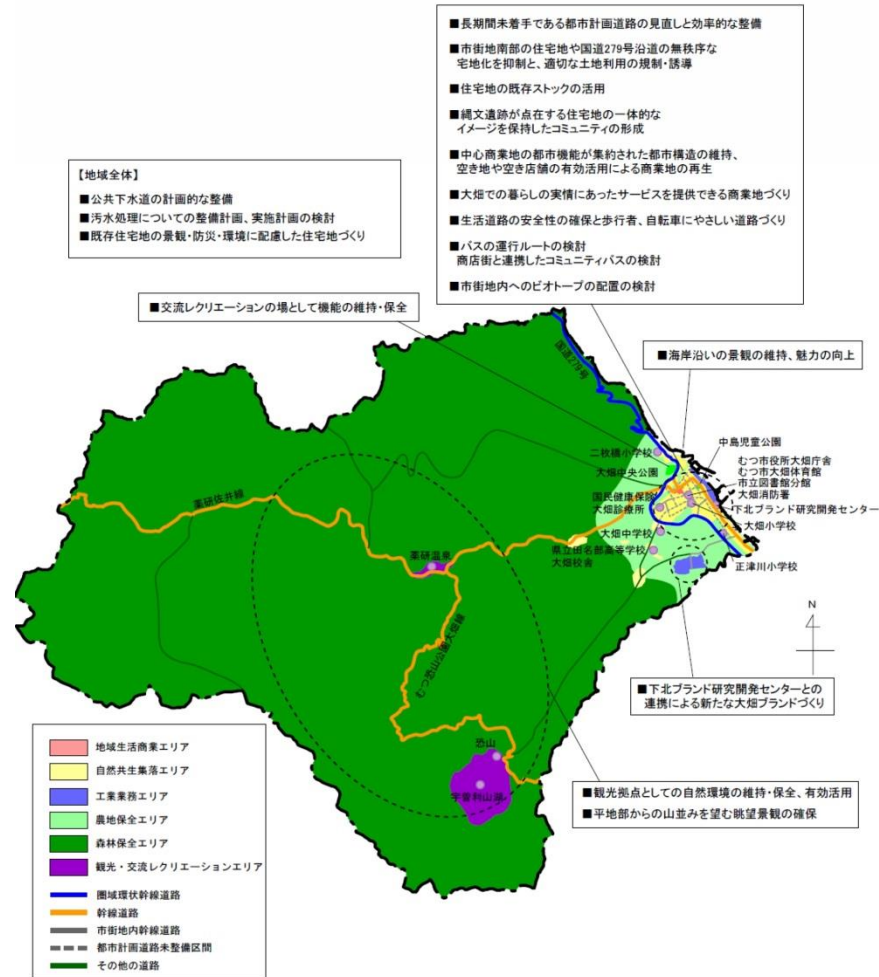 ■長期間未着手である都市計画道路の見直しと効率的な整備
■市街地南部の住宅地や国道279号沿道の無秩序な
宅地化を抑制と、適切な土地利用の規制・誘導
■住宅地の既存ストックの活用
■縄文遺跡が点在する住宅地の一体的な
イメージを保持したコミュニティの形成
■中心商業地の都市機能が集約された都市構造の維持、
空き地や空き店舗の有効活用による商業地の再生
■大畑での暮らしの実情にあったサービスを提供できる商業地づくり
■生活道路の安全性の確保と歩行者、自転車にやさしい道路づくり
■バスの運行ルートの検討
商店街と連携したコミュニティバスの検討
■市街地内へのビオトープの配置の検討
【地域全体】
■公共下水道の計画的な整備
■汚水処理についての整備計画、実施計画の検討
■既存住宅地の景観・防災・環境に配慮した住宅地づくり
■交流レクリエーションの場として機能の維持・保全
■海岸沿いの景観の維持、魅力の向上
国道279号
中島児童公園
二枚橋小学校
むつ市役所大畑庁舎
むつ市大畑体育館
大畑中央公園
市立図書館分館
大畑消防署
国民健康保険
大畑診療所
下北ブランド研究開発センター
大畑小学校
大畑中学校
県立田名部高等学校
大畑校舎
正津川小学校
薬研佐井線
薬研温泉
むつ恐山公園大畑線
恐山
宇曽利山湖
N
■下北ブランド研究開発センターとの
連携による新たな大畑ブランドづくり
■観光拠点としての自然環境の維持・保全、有効活用
■平地部からの山並みを望む眺望景観の確保
地域生活商業エリア
自然共生集落エリア
工業業務エリア
農地保全エリア
森林保全エリア
観光・交流レクリエーションエリア
圏域環状幹線道路
幹線道路
市街地内幹線道路
都市計画道路未整備区間
その他の道路